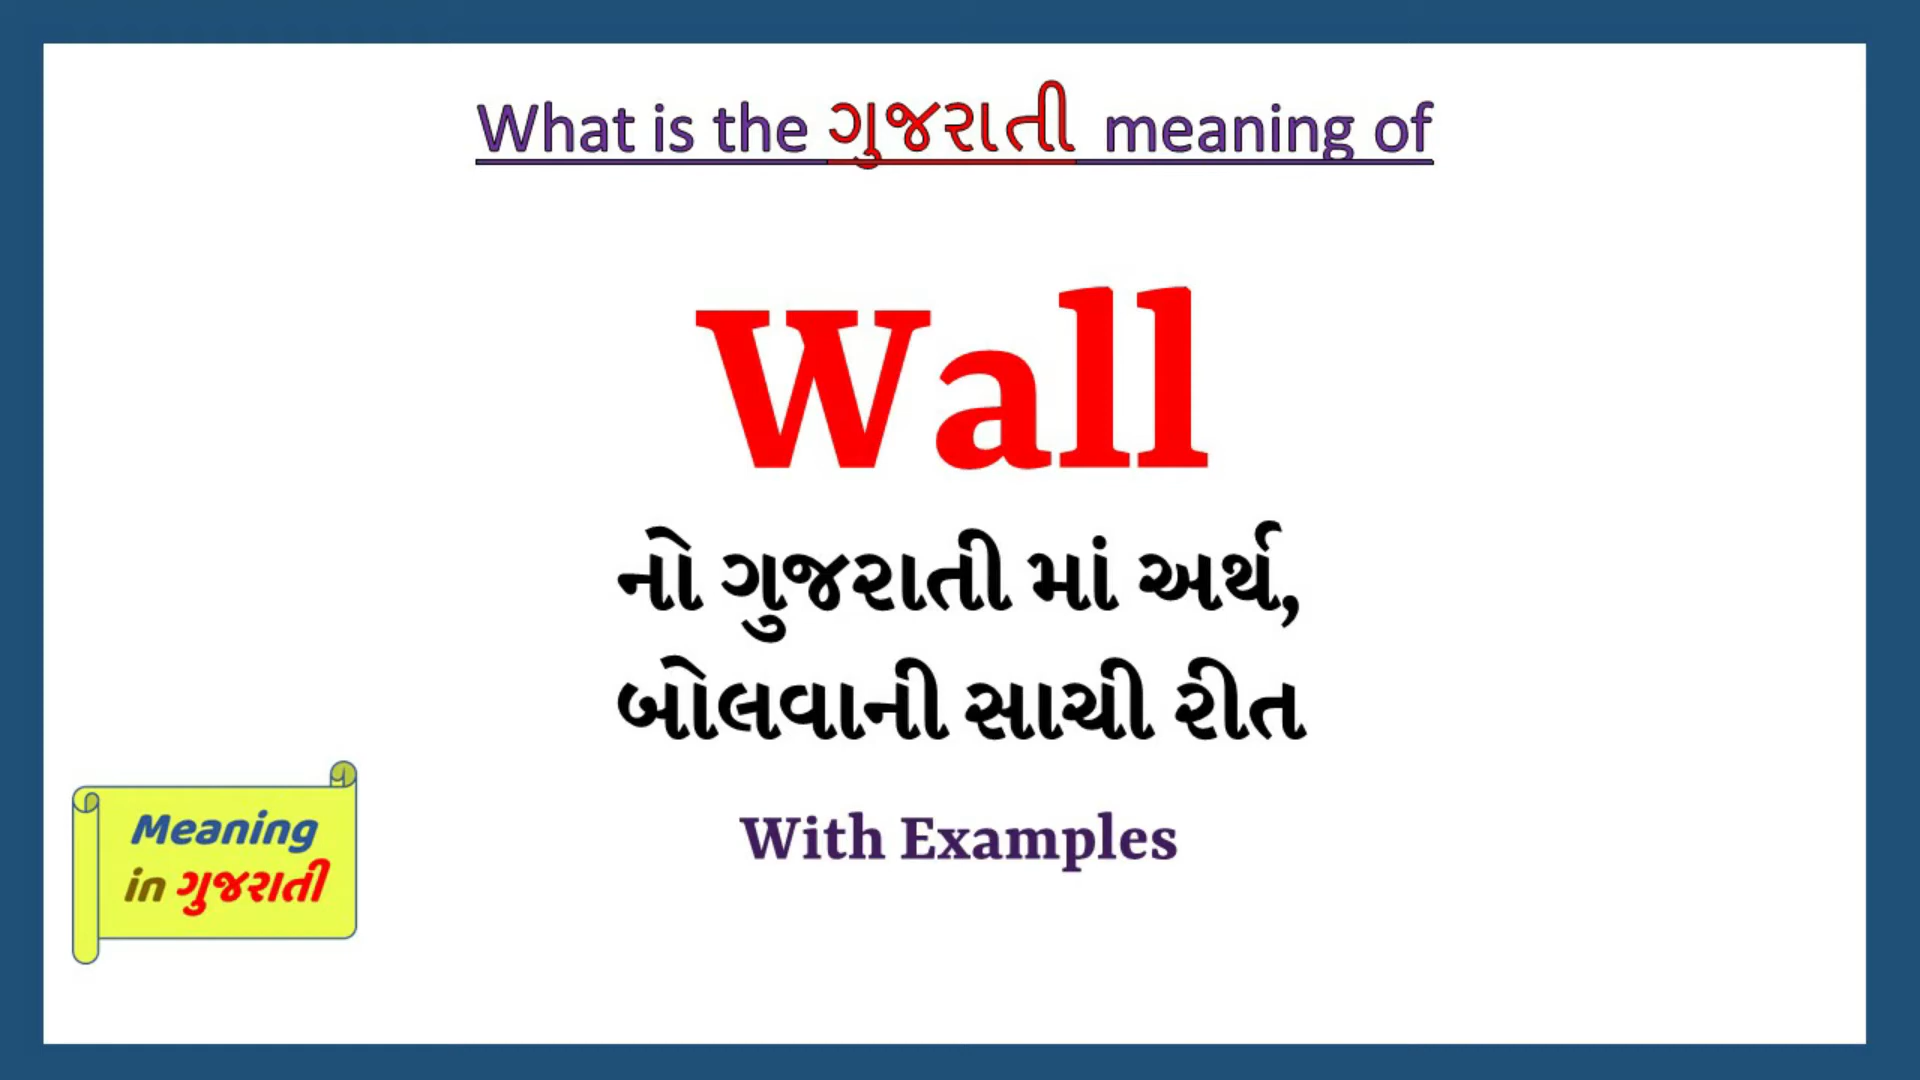 What is the ગુજરાતી meaning of
Wall
નો ગુજરાતી માં અર્થ,
બોલવાની સાચી રીત
With Examples
Meaning
in ગુજરાતી